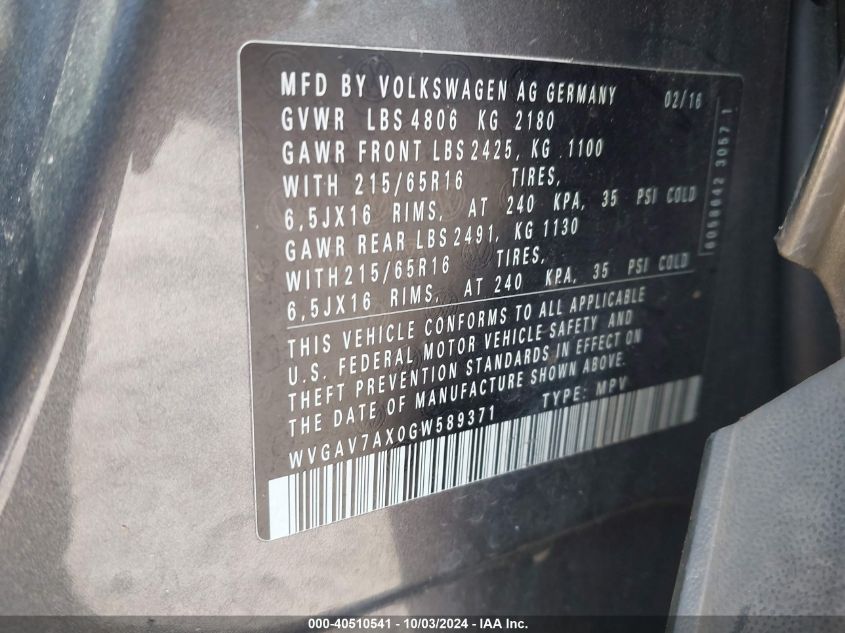 MFD BY VOLKSWAGEN AG GERMANY 02/16
GVWR LBS 4806 KG 2180
GAWR FRONT LBS 2425, KG .1100
WITH 215/65R16 TIRES,
6,5JX16 RIMS, AT 240 KPA, 35 PSI COLD
GAWR REAR LBS 2491, KG 1130
WITH215/65R16 TIRES,
6,5JX16 RIMS, AT 240 KPA, 35 PSI COLD
THIS VEHICLE CONFORMS TO ALL APPLICABLE
U.S. FEDERAL MOTOR VEHICLE SAFETY AND
THEFT PREVENTION STANDARDS IN EFFECT ON
THE DATE OF MANUFACTURE SHOWN ABOVE.
WVGAV7AX0GW589371 TYPE: MPV
3057 1
000-40510541 - 10/03/2024 - IAA Inc.